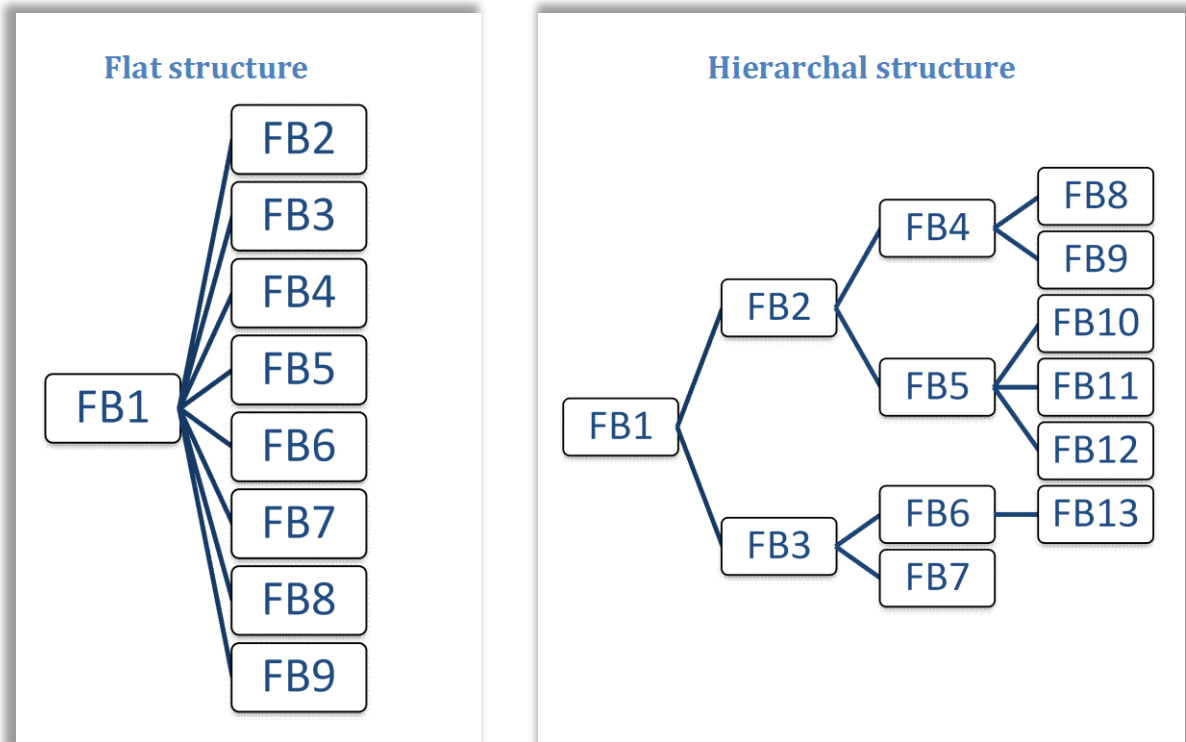 Flat structure
FB1
FB2
FB3
FB4
FB5
FB6
FB7
FB8
FB9
Hierarchal structure
FB1
FB2
FB3
FB4
FB5
FB6
FB7
FB8
FB9
FB10
FB11
FB12
FB13